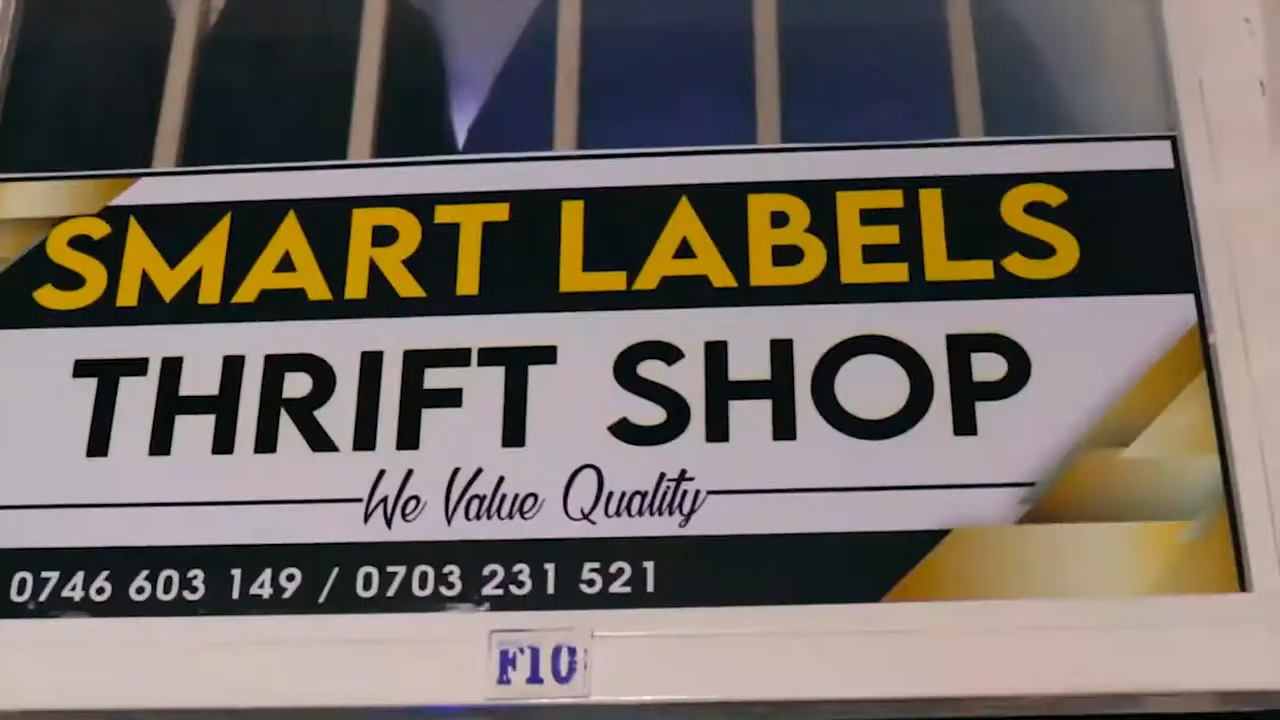 SMART LABELS
THRIFT SHOP
We Value Quality
0746 603 149 / 0703 231 521
F10